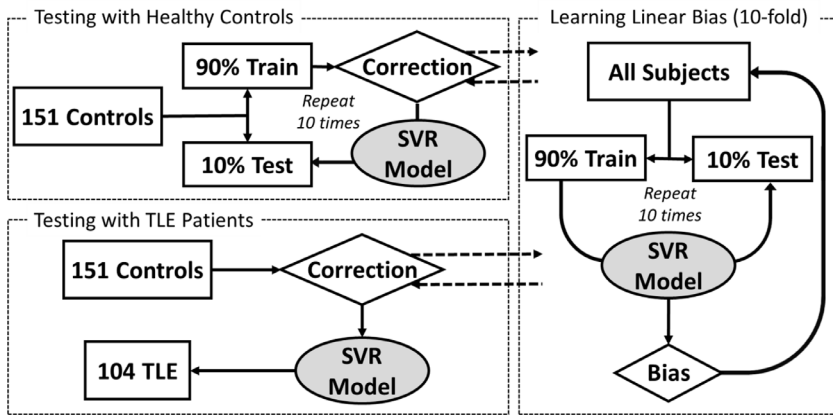 Testing with Healthy Controls
90% Train
Correction
151 Controls
Repeat
10 times
10% Test
SVR
Model
Testing with TLE Patients
151 Controls
Correction
104 TLE
SVR
Model
Learning Linear Bias (10-fold)
All Subjects
90% Train
10% Test
Repeat
10 times
SVR
Model
Bias